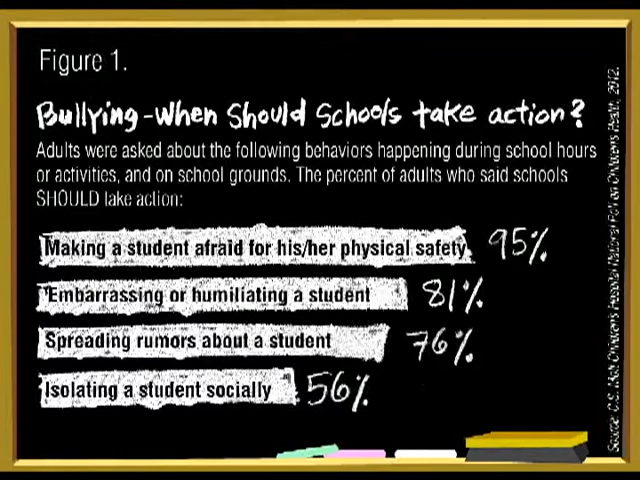 Figure 1.
Bullying-When Should Schools take action?
Adults were asked about the following behaviors happening during school hours
or activities, and on school grounds. The percent of adults who said schools
SHOULD take action:
Making a student afraid for his/her physical safety 95%
Embarrassing or humiliating a student 81%
Spreading rumors about a student 76%
Isolating a student socially 56%
Source: C.S. Mott Children's Hospital National Poll on Children's Health, 2012.